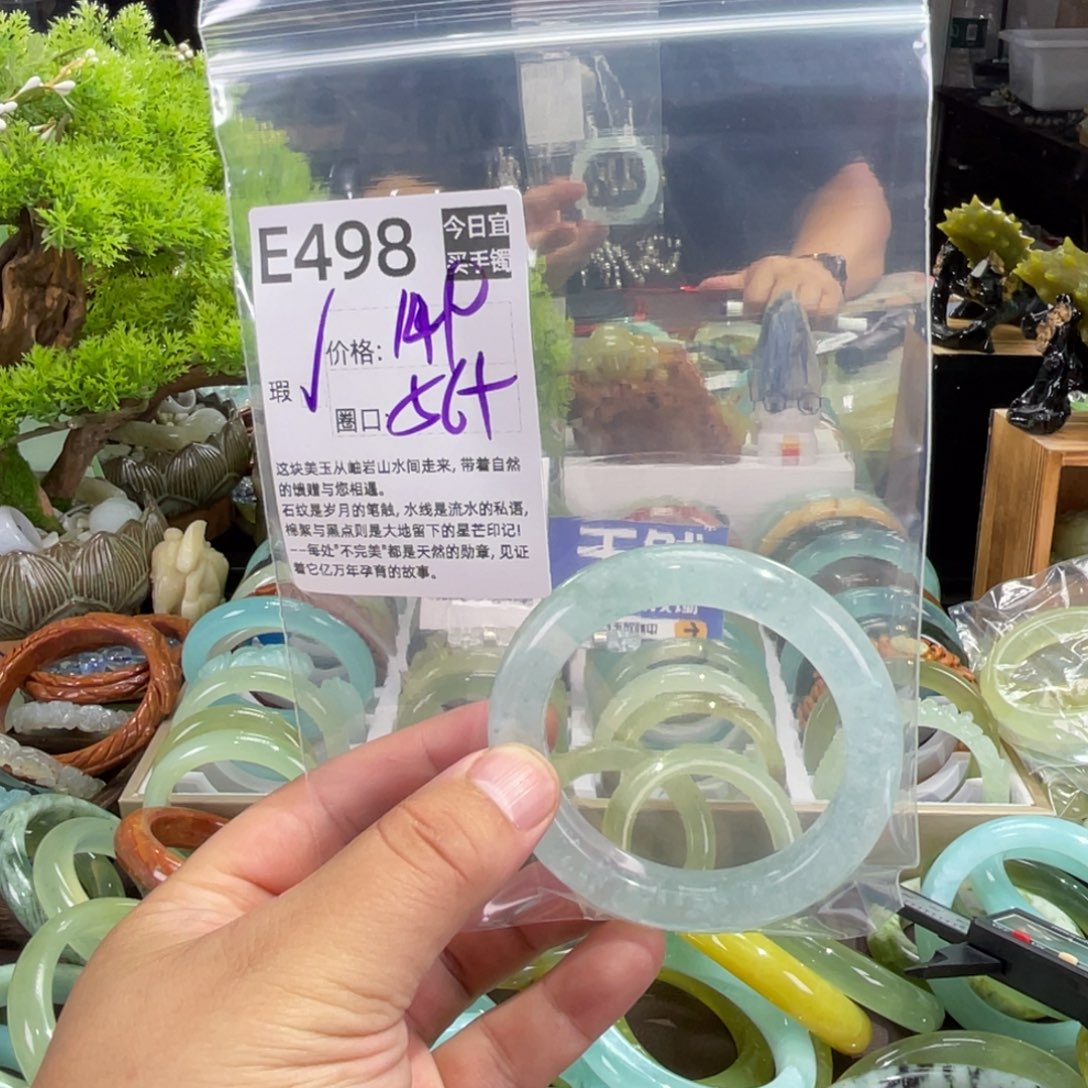 E498
今日宜
买手镯
价格:
瑕 √
圈口: 56+
这块美玉从岫岩山水间走来, 带着自然
的馈赠与您相遇。
石纹是岁月的笔触, 水线是流水的私语,
棉絮与黑点则是大地留下的星芒印记!
--每处"不完美"都是天然的勋章, 见证
着它亿万年孕育的故事。